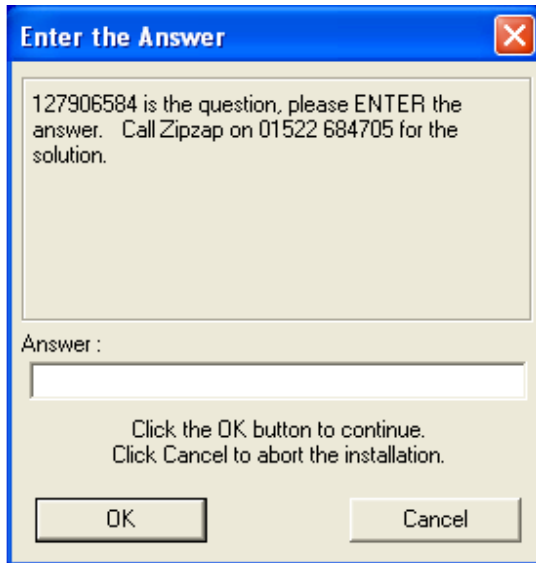 Enter the Answer
127906584 is the question, please ENTER the
answer.   Call Zipzap on 01522 684705 for the
solution.
Answer :
Click the OK button to continue.
Click Cancel to abort the installation.
OK
Cancel